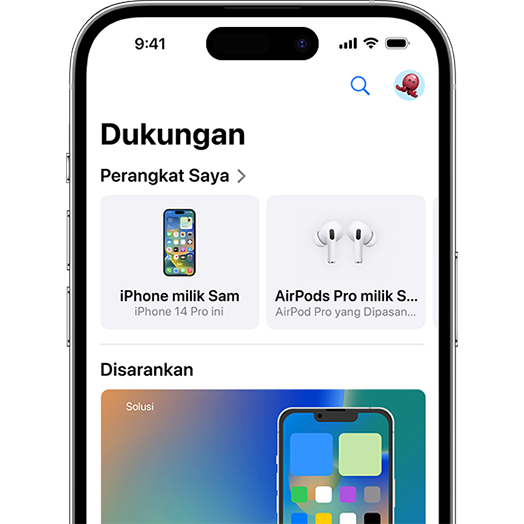 9:41
Dukungan
Perangkat Saya
iPhone milik Sam
iPhone 14 Pro ini
AirPods Pro milik S...
AirPod Pro yang Dipasan...
Disarankan
Solusi